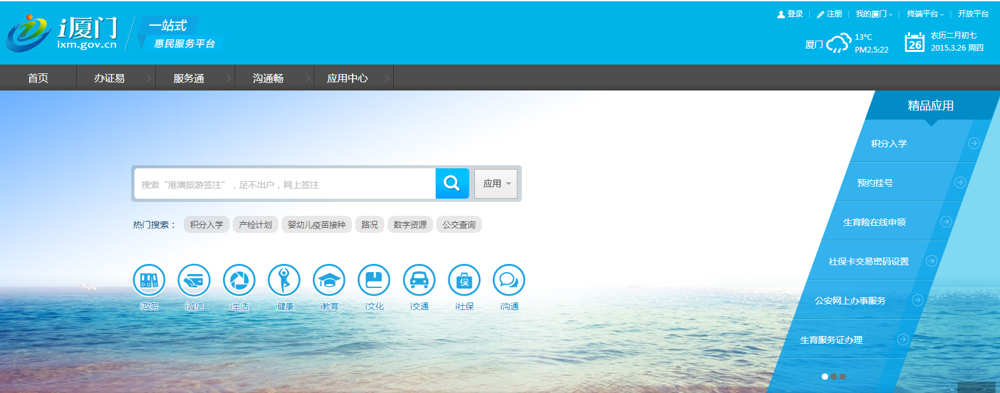 登录 注册 我的厦门 终端平台 开放平台
i厦门
ixm.gov.cn
一站式
惠民服务平台
厦门
13°C
PM2.5:22
26
农历二月初七
2015.3.26 周四
首页 办证易 服务通 沟通畅 应用中心
精品应用
积分入学
预约挂号
生育险在线申领
社保卡交易密码设置
公安网上办事服务
生育服务证办理
搜索“港澳旅游签注”，足不出户，网上签注
应用
热门搜索： 积分入学 产检计划 婴幼儿疫苗接种 路况 数字资源 公交查询
保
i政务 i诚信 i生活 i健康 i教育 i文化 i交通 i社保 i沟通